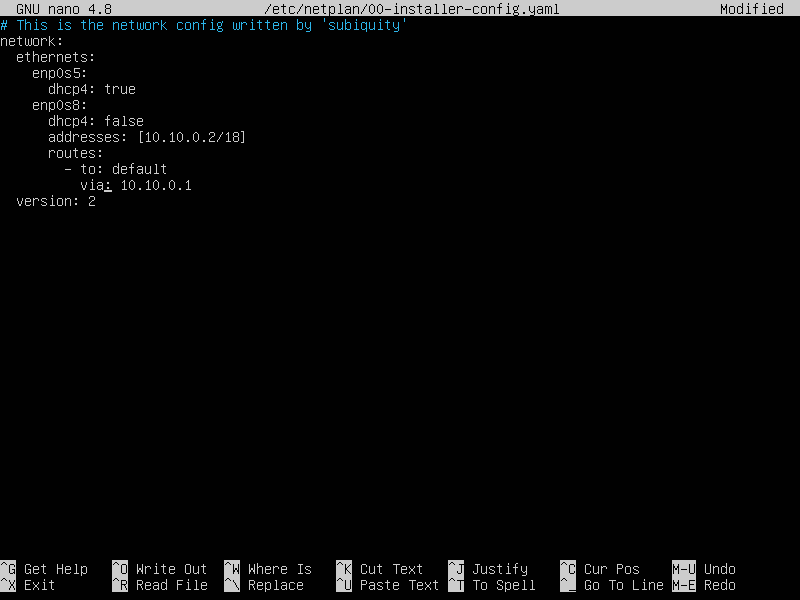 GNU nano 4.8 /etc/netplan/00-installer-config.yaml Modified
# This is the network config written by 'subiquity'
network:
  ethernets:
    enp0s5:
      dhcp4: true
    enp0s8:
      dhcp4: false
      addresses: [10.10.0.2/18]
      routes:
        - to: default
          via: 10.10.0.1
  version: 2
^G Get Help ^O Write Out ^W Where Is ^K Cut Text ^J Justify ^C Cur Pos M-U Undo
^X Exit ^R Read File ^\ Replace ^U Paste Text ^T To Spell ^_ Go To Line M-E Redo